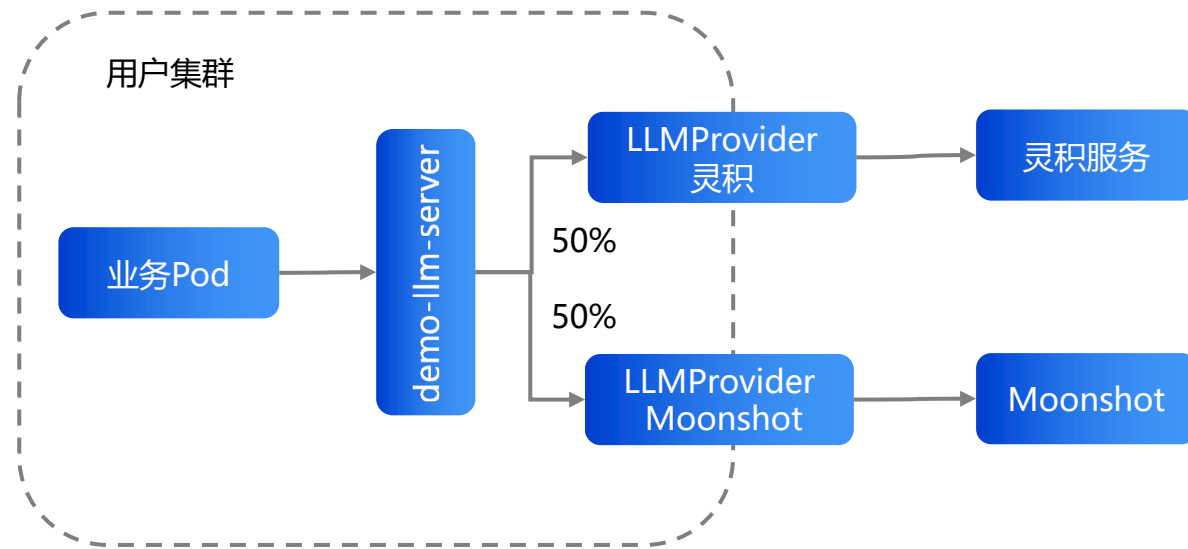 用户集群
业务Pod
demo-llm-server
LLMProvider
灵积
50%
50%
LLMProvider
Moonshot
灵积服务
Moonshot